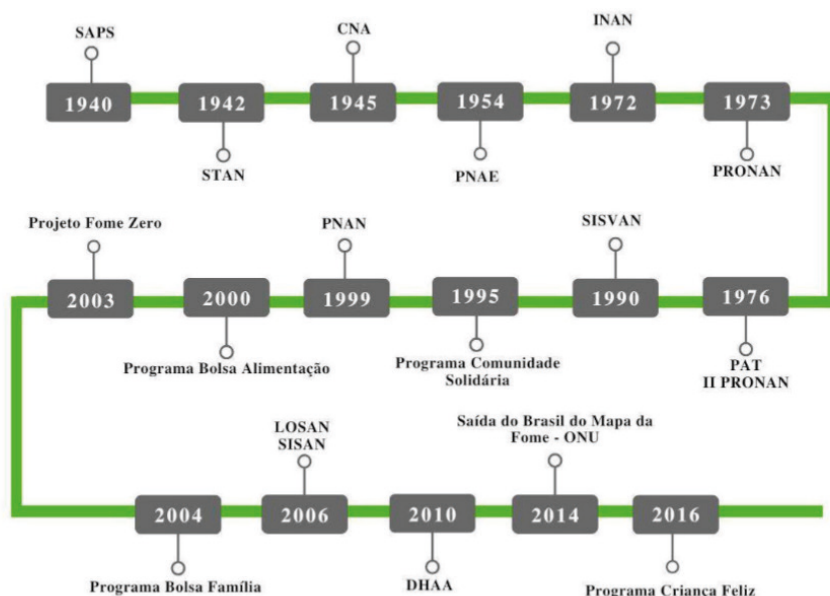 SAPS
CNA
INAN
1940
1942
1945
1954
1972
1973
STAN
PNAE
PRONAN
Projeto Fome Zero
PNAN
SISVAN
2003
2000
1999
1995
1990
1976
Programa Bolsa Alimentação
Programa Comunidade
Solidária
PAT
II PRONAN
LOSAN
SISAN
Saída do Brasil do Mapa da
Fome - ONU
2004
2006
2010
2014
2016
Programa Bolsa Família
DHAA
Programa Criança Feliz